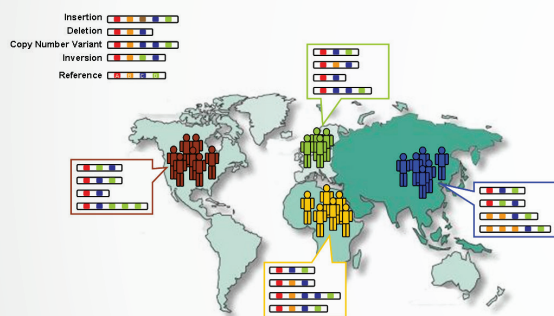 Insertion
Deletion
Copy Number Variant
Inversion
Reference